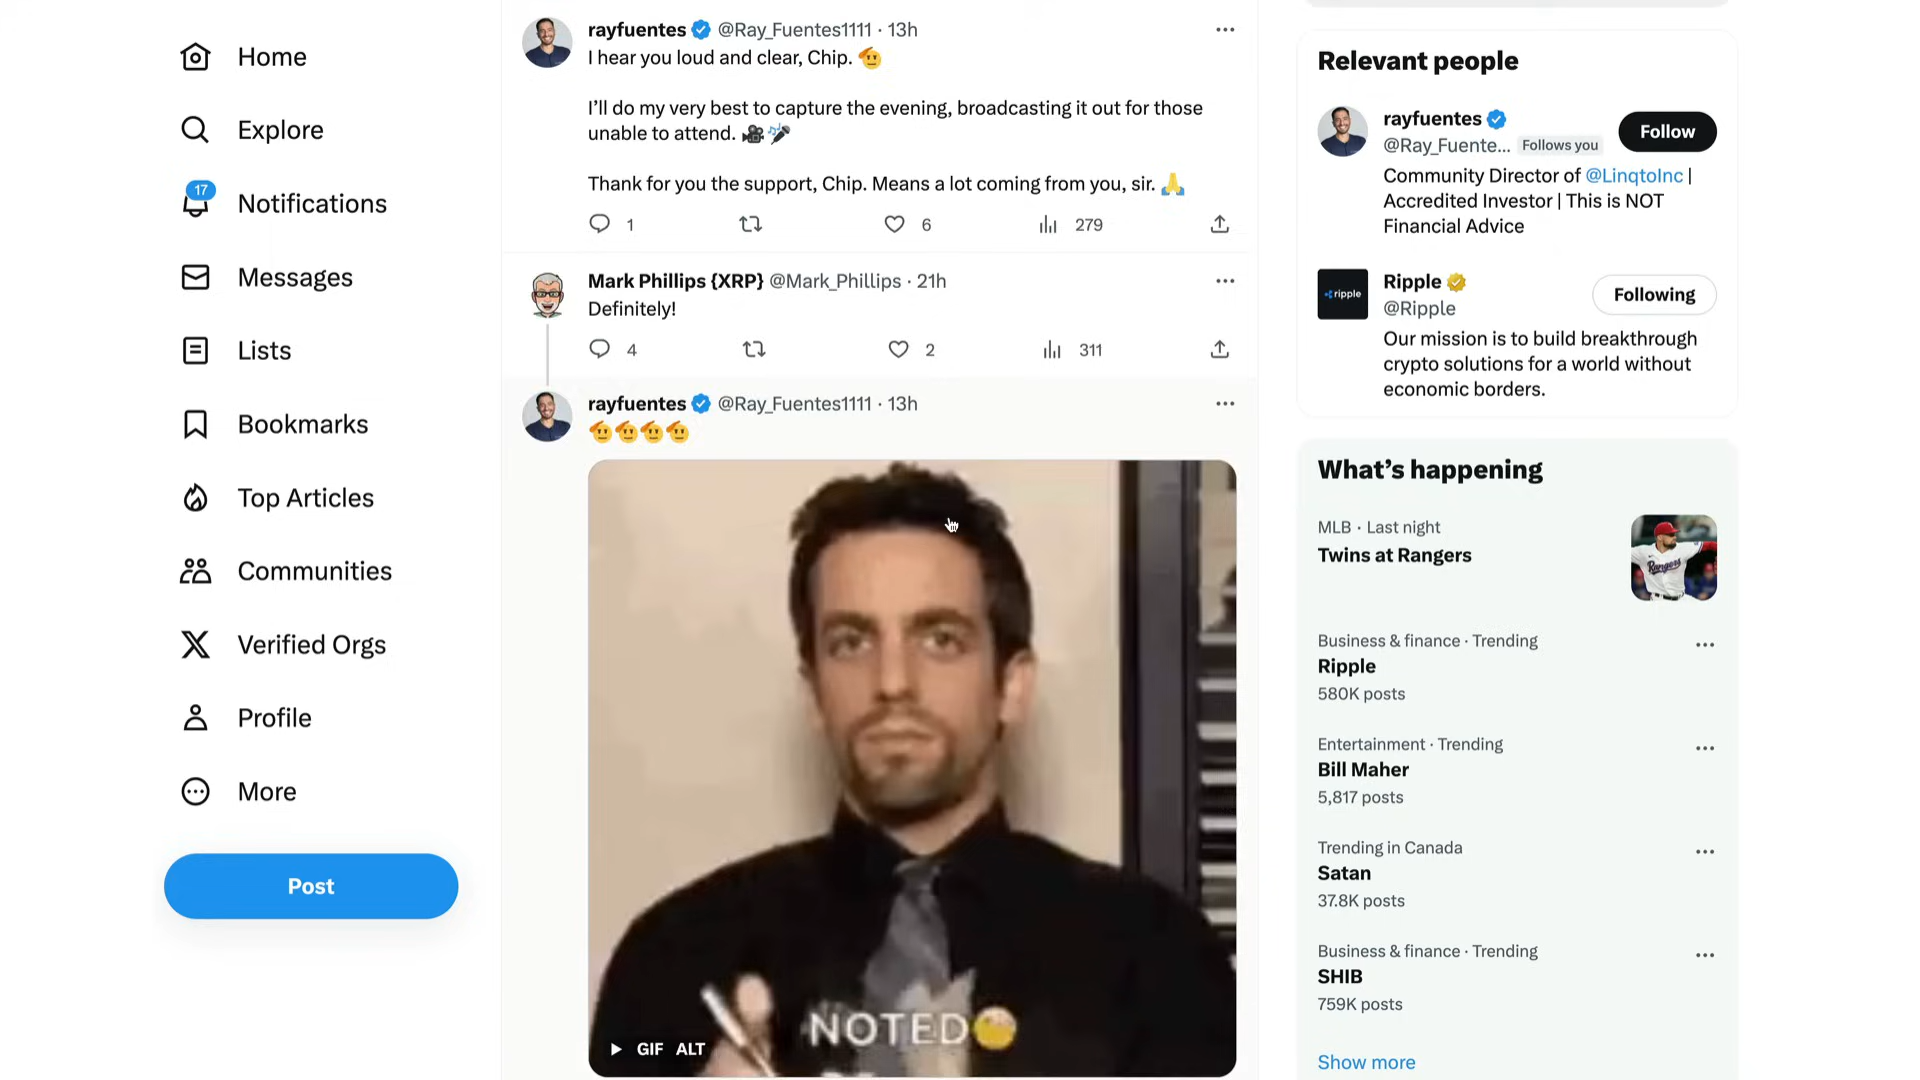 Home
Explore
17
Notifications
Messages
Lists
Bookmarks
Top Articles
Communities
Verified Orgs
Profile
More
Post
rayfuentes @Ray_Fuentes1111 · 13h
I hear you loud and clear, Chip. 🫡
I’ll do my very best to capture the evening, broadcasting it out for those
unable to attend. 🎥🎤
Thank for you the support, Chip. Means a lot coming from you, sir. 🙏
1 6 279
Mark Phillips {XRP} @Mark_Phillips · 21h
Definitely!
4 2 311
rayfuentes @Ray_Fuentes1111 · 13h
🫡🫡🫡🫡
NOTED
GIF ALT
Relevant people
rayfuentes
@Ray_Fuente... Follows you
Follow
Community Director of @LinqtoInc |
Accredited Investor | This is NOT
Financial Advice
ripple
Ripple
@Ripple
Following
Our mission is to build breakthrough
crypto solutions for a world without
economic borders.
What’s happening
MLB · Last night
Twins at Rangers
Rangers
Business & finance · Trending
Ripple
580K posts
Entertainment · Trending
Bill Maher
5,817 posts
Trending in Canada
Satan
37.8K posts
Business & finance · Trending
SHIB
759K posts
Show more